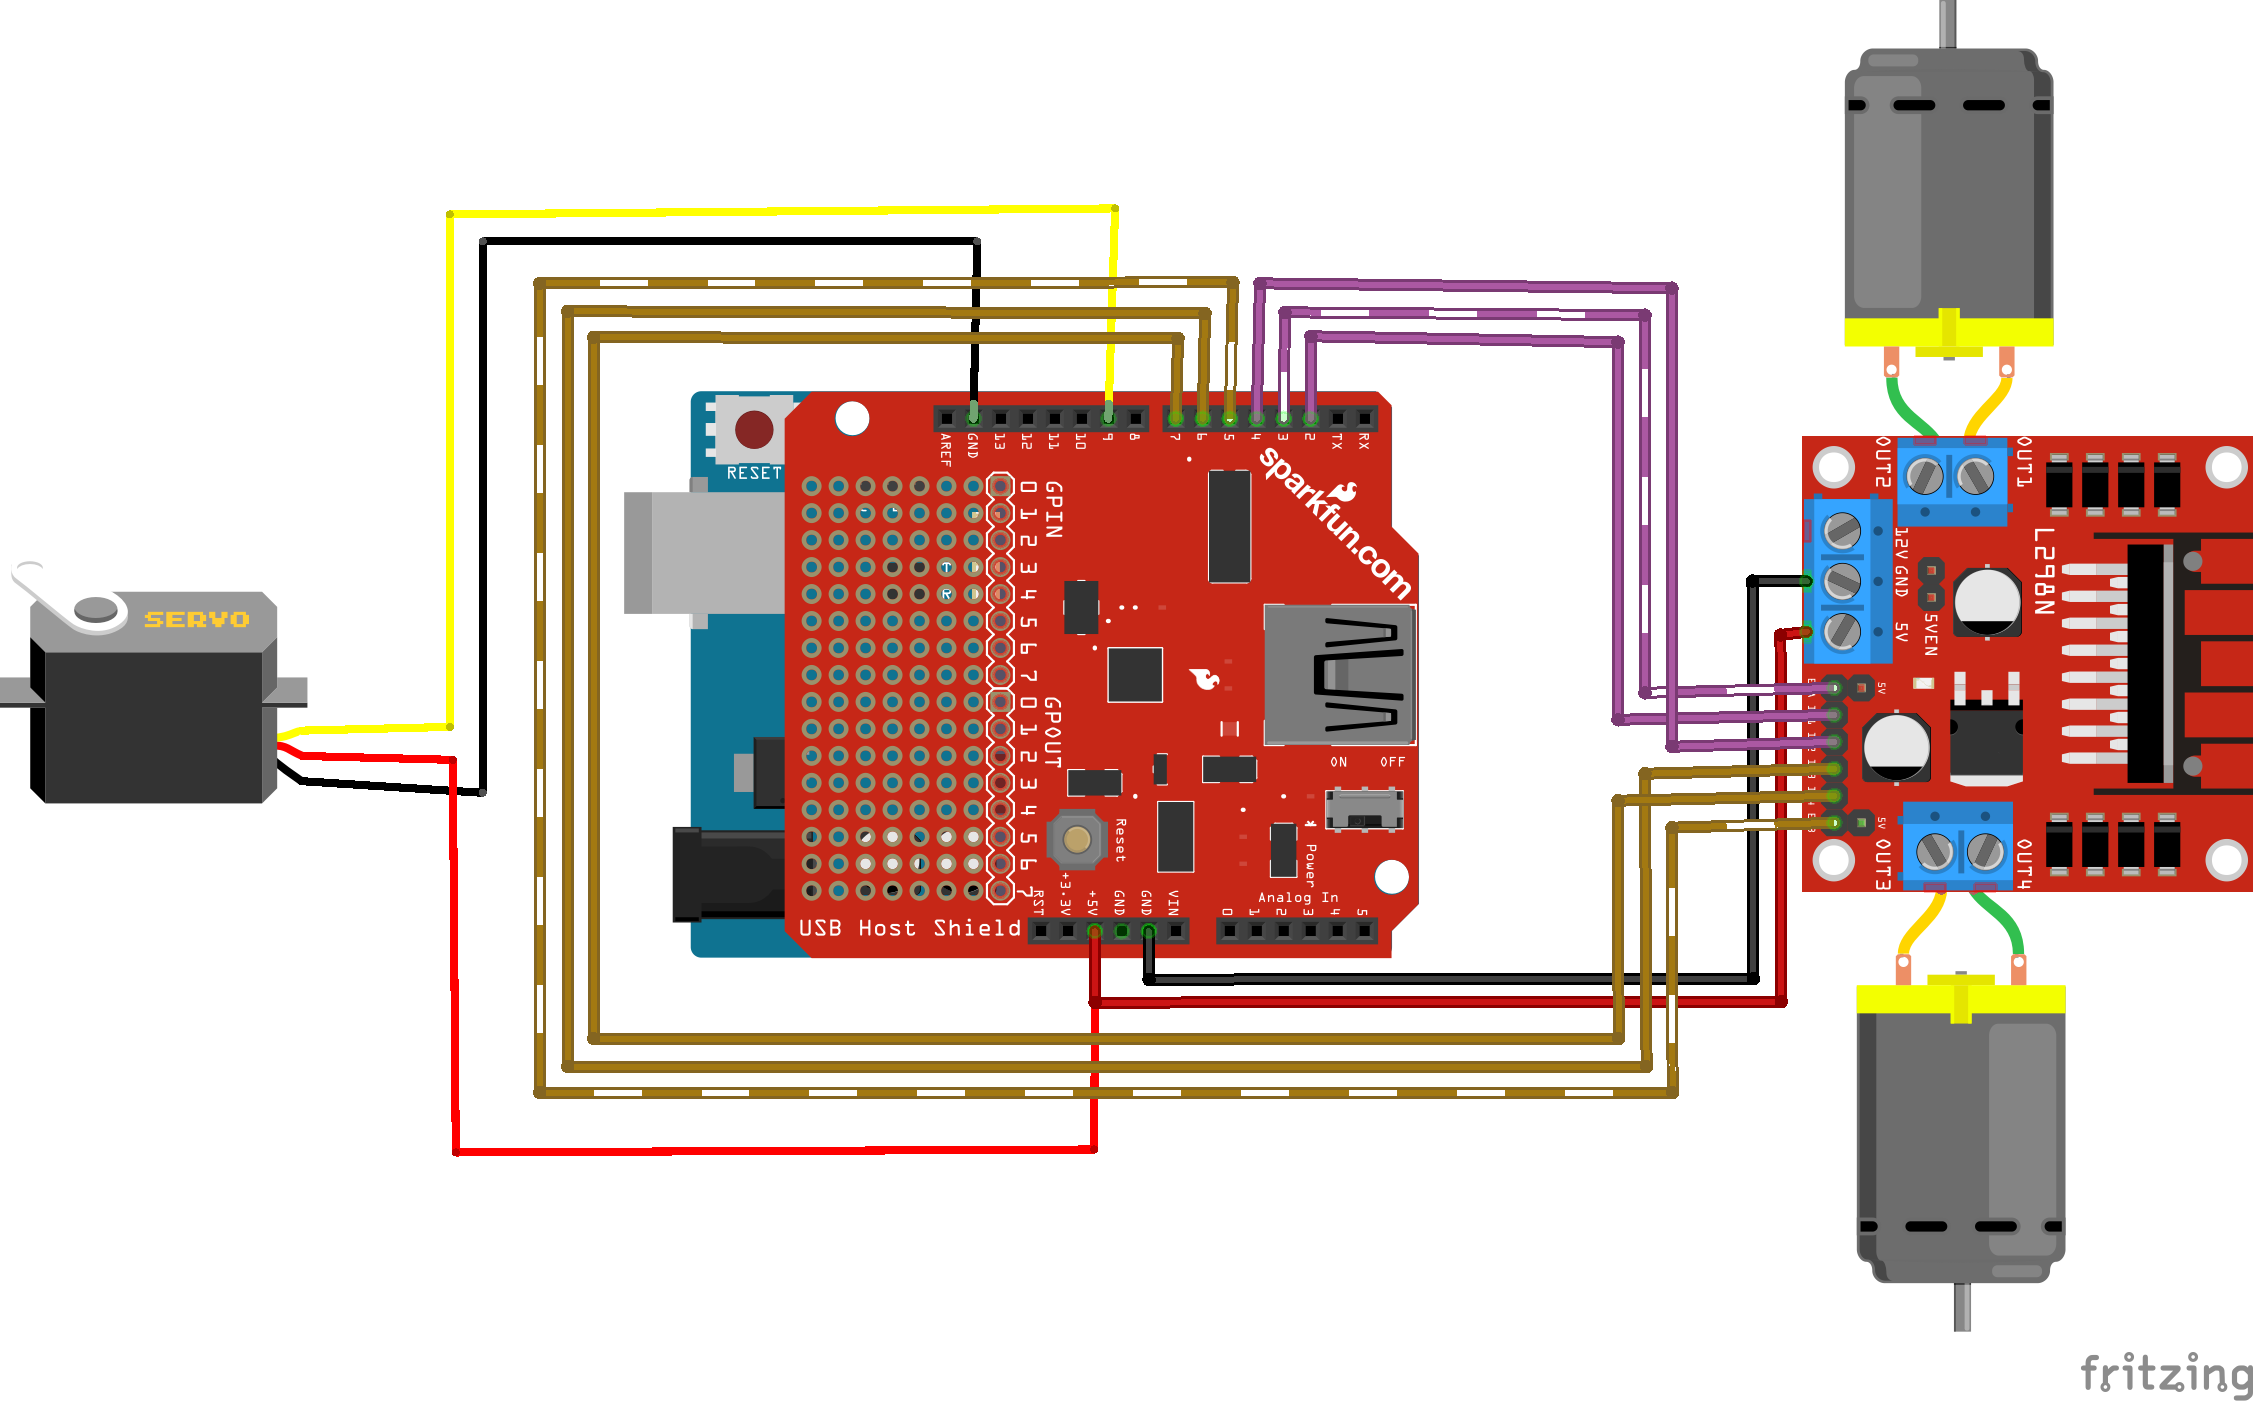 OUT2
OUT1
AREF
GND
13
12
11
10
9
8
7
6
5
4
3
2
TX
RX
RESET
sparkfun.com
0
1
2
3
4
5
6
7
GPIN
0
1
2
3
4
5
6
7
GPOUT
T
R
SERVO
12V
GND
5V
5VEN
L298N
5V
5V
ON OFF
Reset
Power
Analog In
+3.3V
RST
+5V
GND
GND
VIN
0
1
2
3
4
5
USB Host Shield
OUT3
OUT4
fritzing